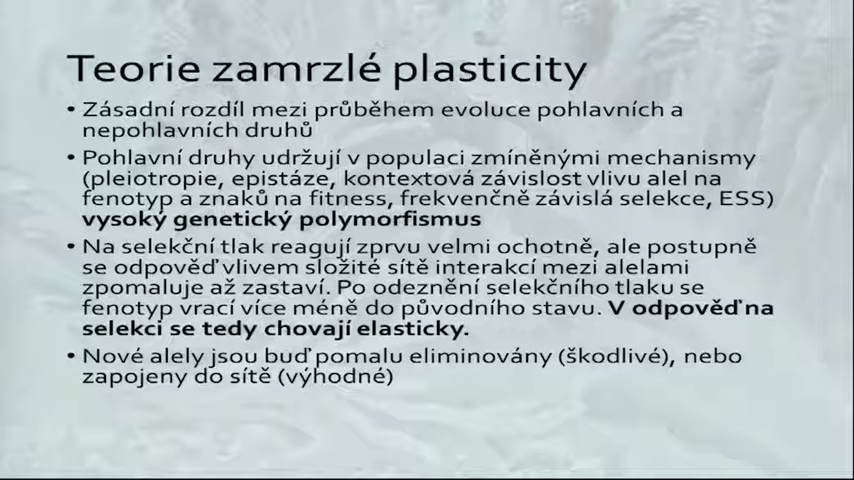 Teorie zamrzlé plasticity
• Zásadní rozdíl mezi průběhem evoluce pohlavních a
nepohlavních druhů
• Pohlavní druhy udržují v populaci zmíněnými mechanismy
(pleiotropie, epistáze, kontextová závislost vlivu alel na
fenotyp a znaků na fitness, frekvenčně závislá selekce, ESS)
vysoký genetický polymorfismus
• Na selekční tlak reagují zprvu velmi ochotně, ale postupně
se odpověď vlivem složité sítě interakcí mezi alelami
zpomaluje až zastaví. Po odeznění selekčního tlaku se
fenotyp vrací více méně do původního stavu. V odpověď na
selekci se tedy chovají elasticky.
• Nové alely jsou buď pomalu eliminovány (škodlivé), nebo
zapojeny do sítě (výhodné)